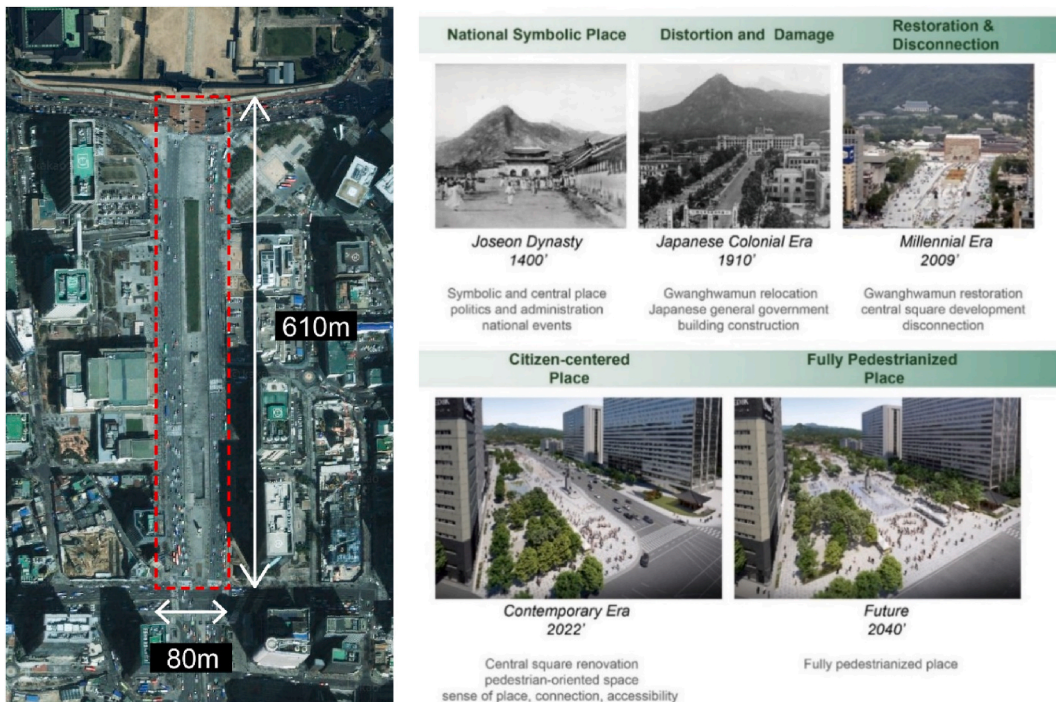 610m
80m
National Symbolic Place
Distortion and Damage
Restoration &
Disconnection
Joseon Dynasty
1400’
Japanese Colonial Era
1910’
Millennial Era
2009’
Symbolic and central place
politics and administration
national events
Gwanghwamun relocation
Japanese general government
building construction
Gwanghwamun restoration
central square development
disconnection
Citizen-centered
Place
Fully Pedestrianized
Place
Contemporary Era
2022’
Future
2040’
Central square renovation
pedestrian-oriented space
sense of place, connection, accessibility
Fully pedestrianized place